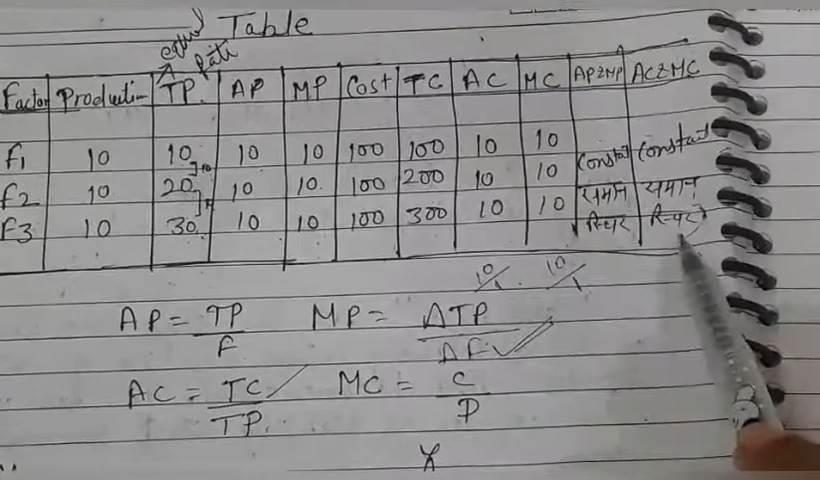 equal Table
rate
Factor Production TP AP MP Cost TC AC MC AP≥MP AC≥MC
F1 10 10 10 10 100 100 10 10 Constant Constant
F2 10 20 10 10 100 200 10 10 समान समान
F3 10 30 10 10 100 300 10 10 स्थिर स्थिर
10 10
AP = TP/F MP = ΔTP/ΔF
AC = TC/TP MC = C/P
Y